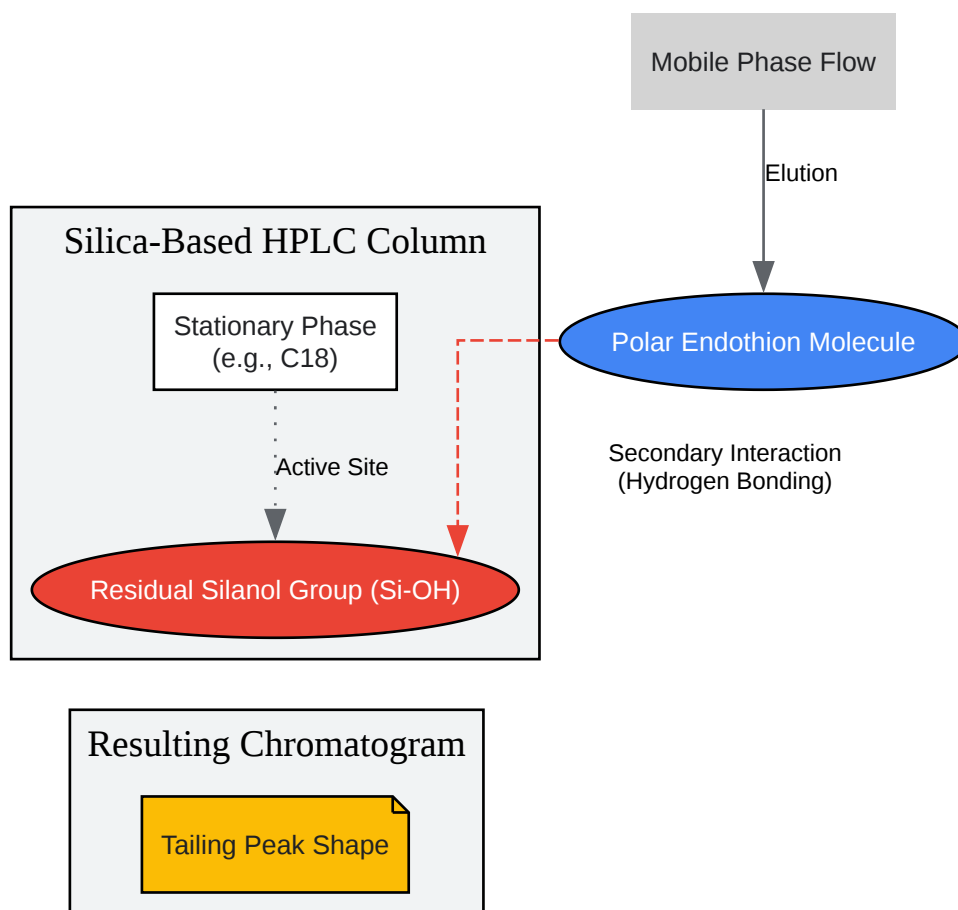 Mobile Phase Flow
Elution
Silica-Based HPLC Column
Stationary Phase
(e.g., C18)
Polar Endothion Molecule
Active Site
Secondary Interaction
(Hydrogen Bonding)
Residual Silanol Group (Si-OH)
Resulting Chromatogram
Tailing Peak Shape